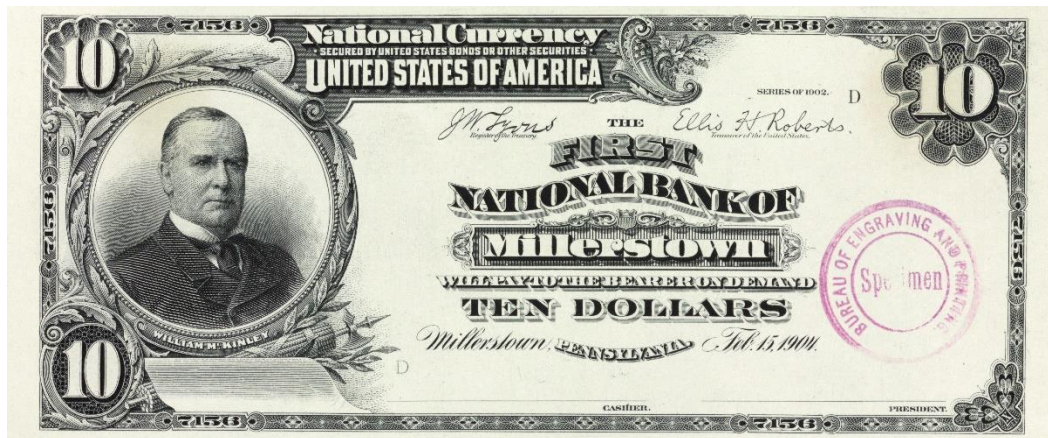 7156 7156
10 National Currency 10
SECURED BY UNITED STATES BONDS OR OTHER SECURITIES
UNITED STATES OF AMERICA
SERIES OF 1902. D
J.W. Lyons THE Ellis H. Roberts.
Register of the Treasury. Treasurer of the United States.
FIRST
NATIONAL BANK OF
Millerstown
WILL PAY TO THE BEARER ON DEMAND
TEN DOLLARS
Millerstown, PENNSYLVANIA, Feb. 15, 1904.
7156
WILLIAM McKINLEY
10
D
7156
BUREAU OF ENGRAVING AND PRINTING.
Specimen
CASHIER. PRESIDENT.
7156 7156